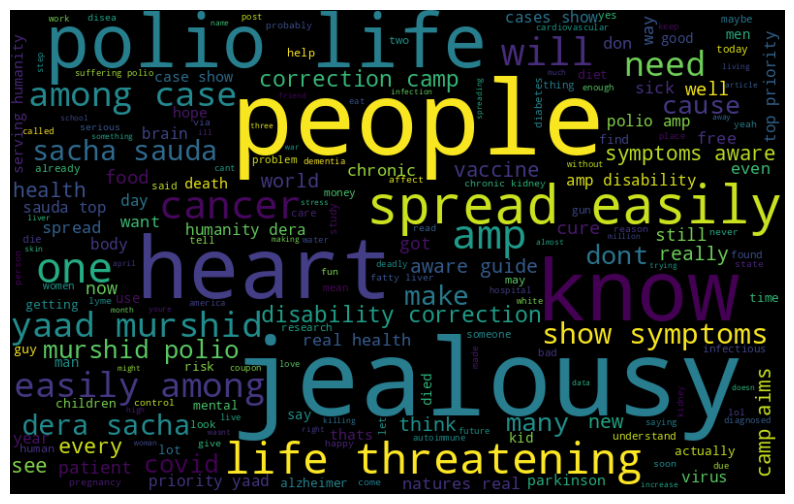 work disea name post probably cases show cardiovascular yes way men maybe today keep
polio life will don good
step suffering polio help two need living
case show correction camp thing diet sick well article
serving humanity among case cause top priority
called hope via eat enough diabetes polio amp away yeah
school serious brain infection friend much spreading find free place
sacha sauda people symptoms aware
something ill three war problem dementia vaccine without
already said death affect chronic cant chronic kidney amp disability even
health food world spread easily
sauda top day money cancer stress study care read gun cure reason never
liver want humanity dera got amp still million almost
spread body tell making water dont really found state
skin die april fun fatty liver deadly aware guide trying
person one now heart know
women lyme use america mean may hospital make white time
getting month youre research disability correction
yaad murshid real health someone bad show symptoms infectious
guy might man risk coupon love made data doesn
murshid polio jealousy
easily among children control mental look died let kidney lol diagnosed camp aims
human high live killing say think many new understand
dera sacha year right happy thats autoimmune future kid saying actually
every woman want give life threatening soon due
see patient covid lot
pregnancy priority yaad alzheimer come natures real parkinson virus increase